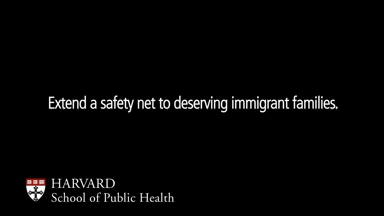 Extend a safety net to deserving immigrant families.
HARVARD
School of Public Health